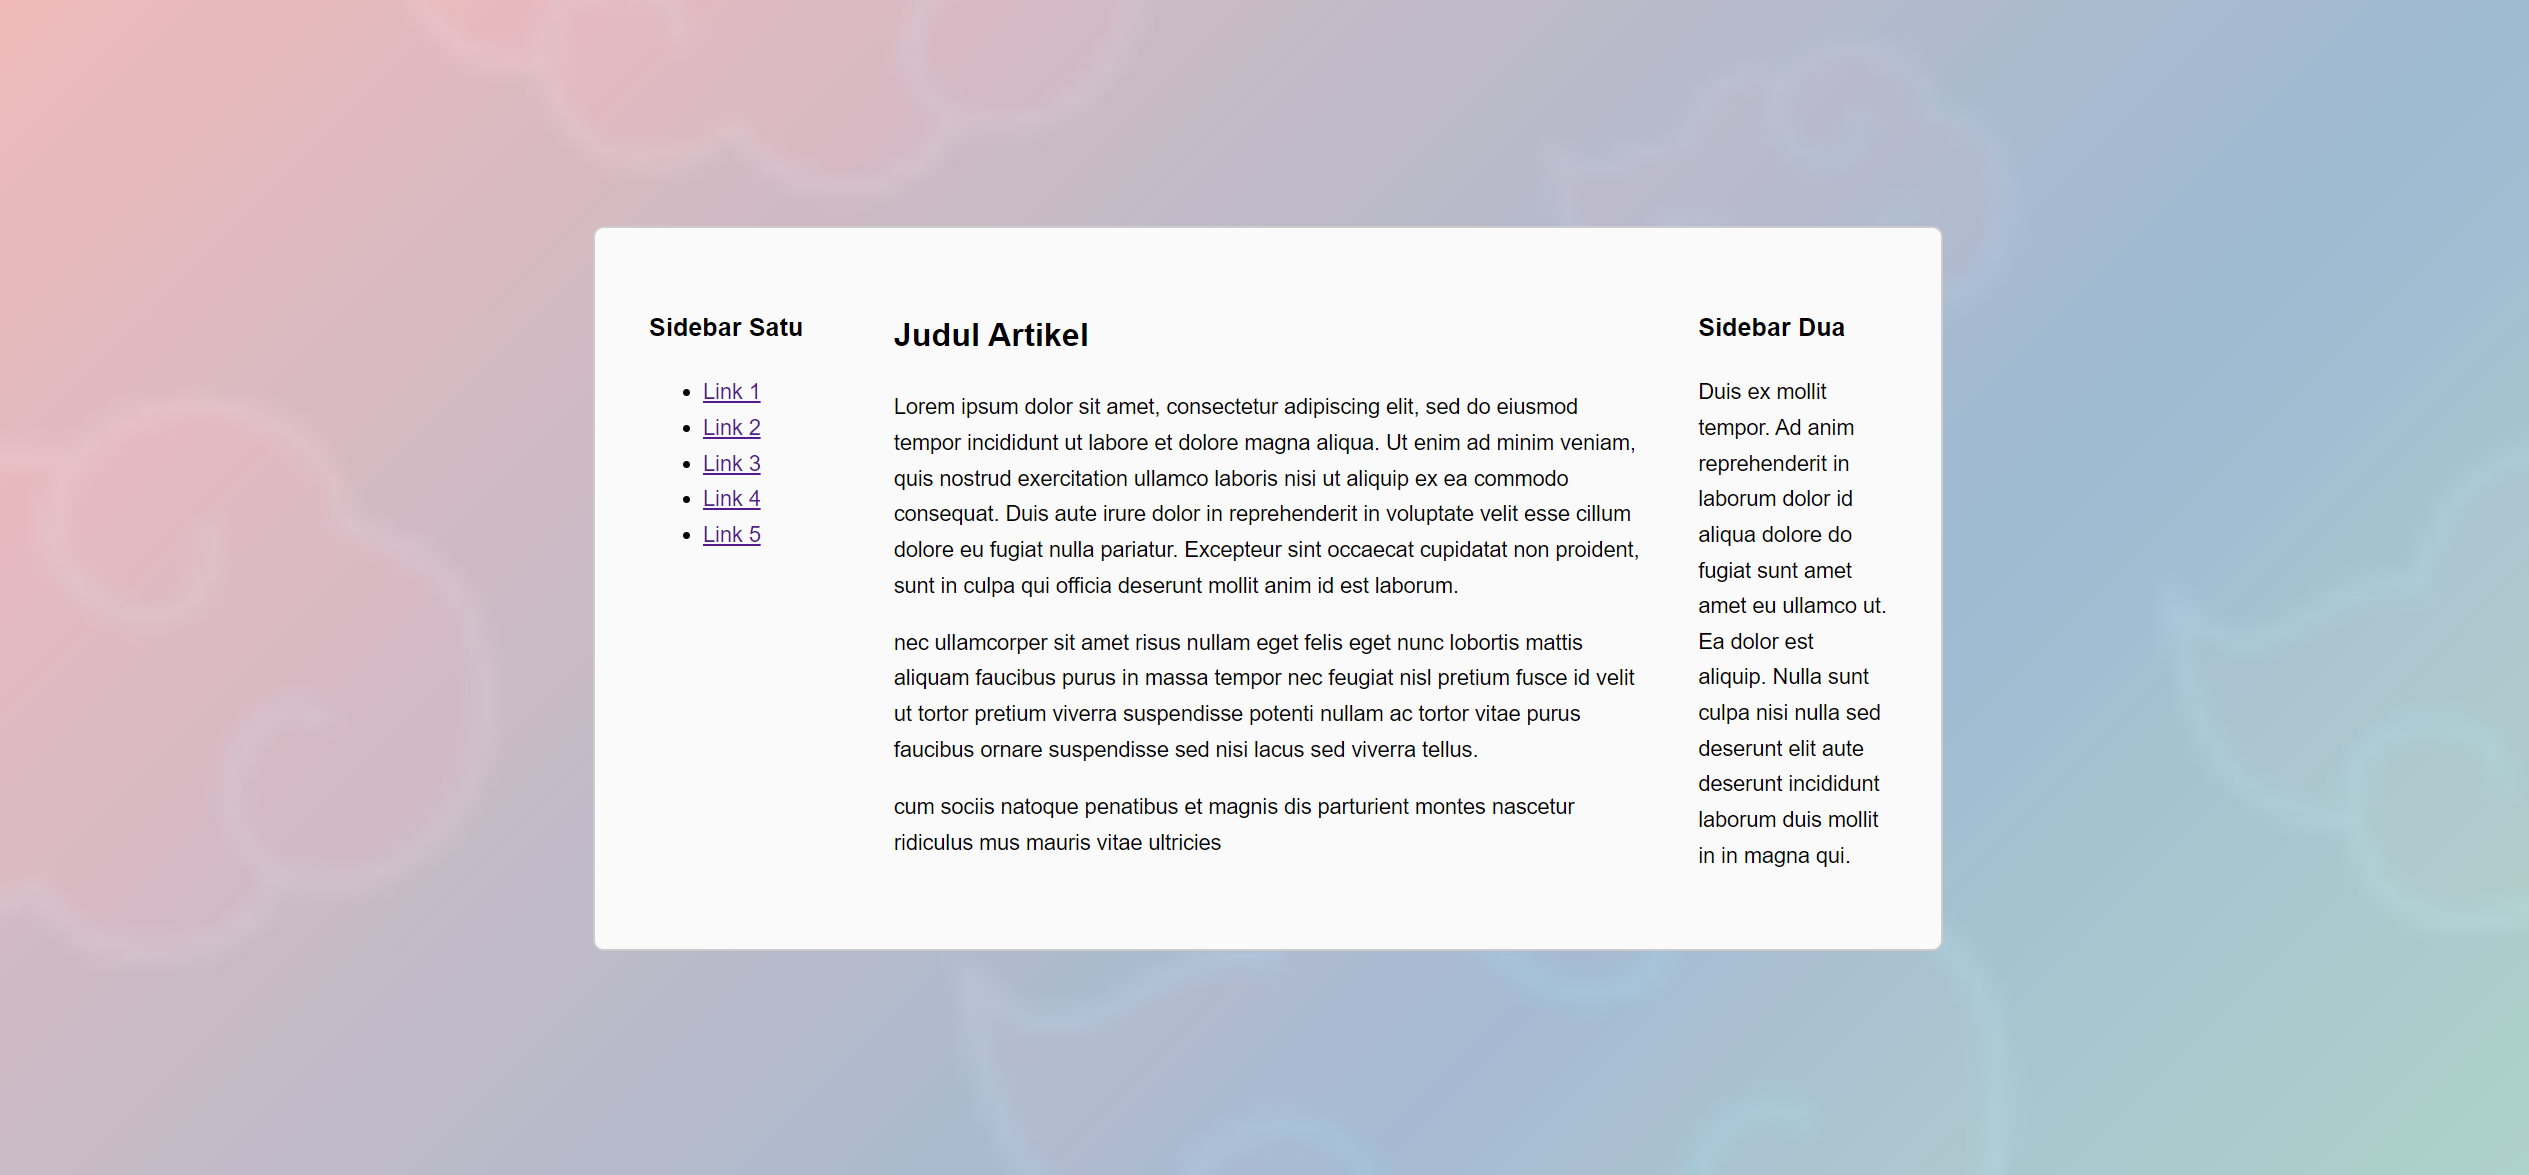 Sidebar Satu
Link 1
Link 2
Link 3
Link 4
Link 5
Judul Artikel
Lorem ipsum dolor sit amet, consectetur adipiscing elit, sed do eiusmod
tempor incididunt ut labore et dolore magna aliqua. Ut enim ad minim veniam,
quis nostrud exercitation ullamco laboris nisi ut aliquip ex ea commodo
consequat. Duis aute irure dolor in reprehenderit in voluptate velit esse cillum
dolore eu fugiat nulla pariatur. Excepteur sint occaecat cupidatat non proident,
sunt in culpa qui officia deserunt mollit anim id est laborum.
nec ullamcorper sit amet risus nullam eget felis eget nunc lobortis mattis
aliquam faucibus purus in massa tempor nec feugiat nisl pretium fusce id velit
ut tortor pretium viverra suspendisse potenti nullam ac tortor vitae purus
faucibus ornare suspendisse sed nisi lacus sed viverra tellus.
cum sociis natoque penatibus et magnis dis parturient montes nascetur
ridiculus mus mauris vitae ultricies
Sidebar Dua
Duis ex mollit
tempor. Ad anim
reprehenderit in
laborum dolor id
aliqua dolore do
fugiat sunt amet
amet eu ullamco ut.
Ea dolor est
aliquip. Nulla sunt
culpa nisi nulla sed
deserunt elit aute
deserunt incididunt
laborum duis mollit
in in magna qui.